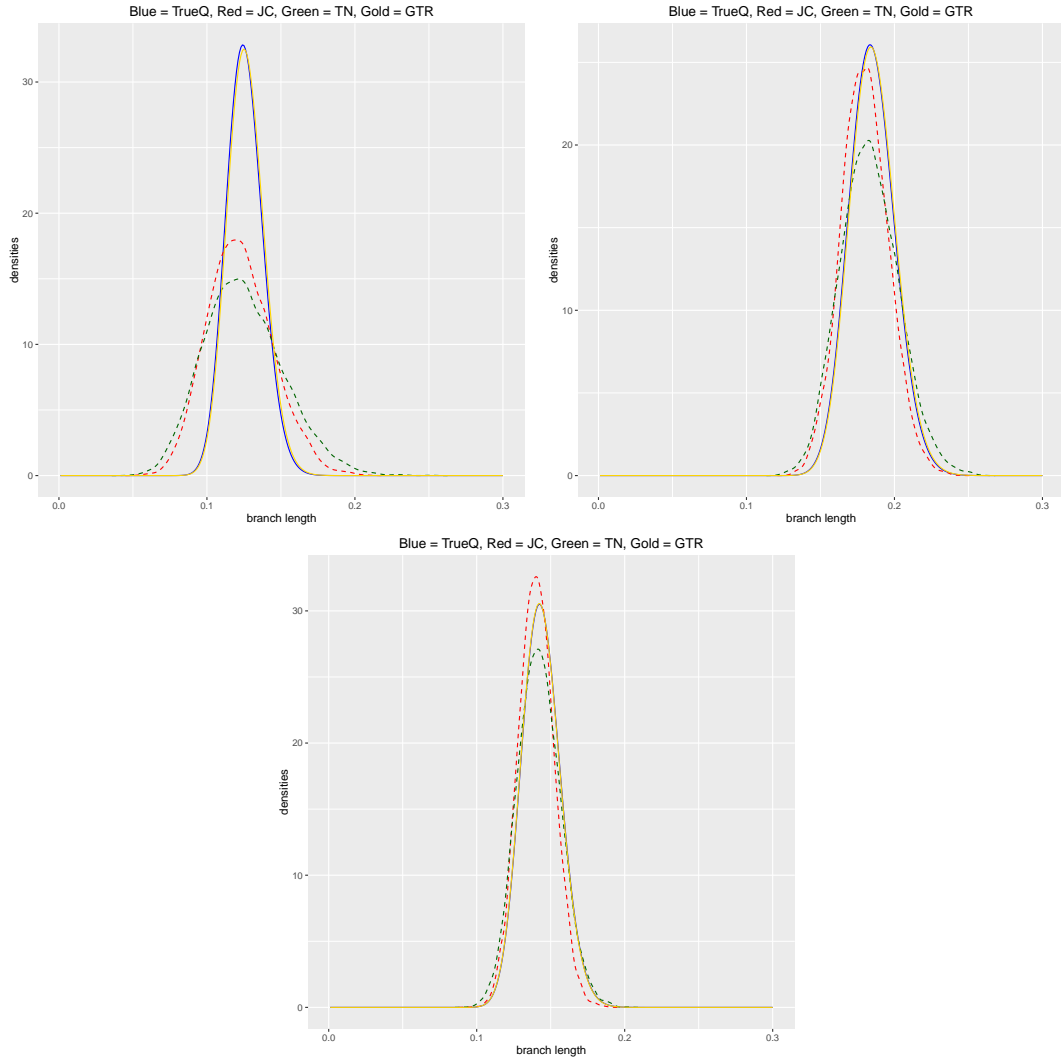 Blue = TrueQ, Red = JC, Green = TN, Gold = GTR
30
20
10
0
densities
0.0 0.1 0.2 0.3
branch length
Blue = TrueQ, Red = JC, Green = TN, Gold = GTR
20
10
0
densities
0.0 0.1 0.2 0.3
branch length
Blue = TrueQ, Red = JC, Green = TN, Gold = GTR
30
20
10
0
densities
0.0 0.1 0.2 0.3
branch length